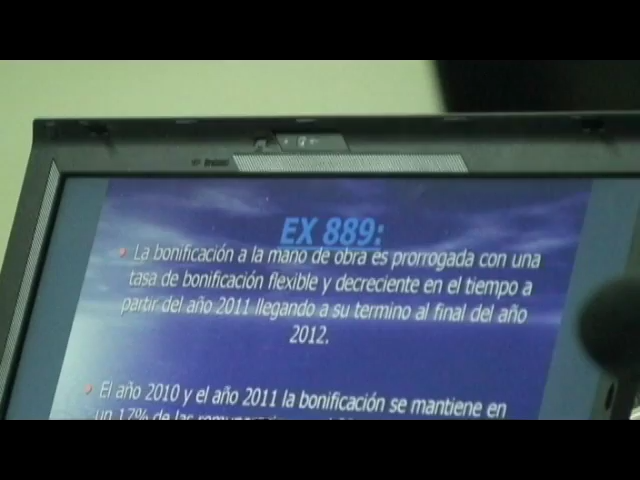 EX 889:
• La bonificación a la mano de obra es prorrogada con una
tasa de bonificación flexible y decreciente en el tiempo a
partir del año 2011 llegando a su termino al final del año
2012.
• El año 2010 y el año 2011 la bonificación se mantiene en
un 17% de las